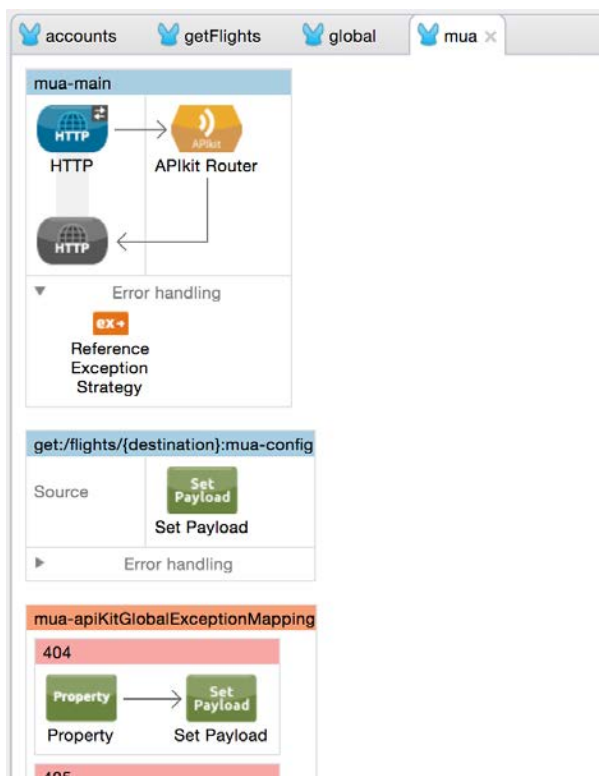 accounts getFlights global mua
mua-main
HTTP APIkit
HTTP APIkit Router
HTTP
Error handling
ex
Reference
Exception
Strategy
get:/flights/{destination}:mua-config
Source Set
Payload
Set Payload
Error handling
mua-apiKitGlobalExceptionMapping
404
Property Set
Payload
Property Set Payload